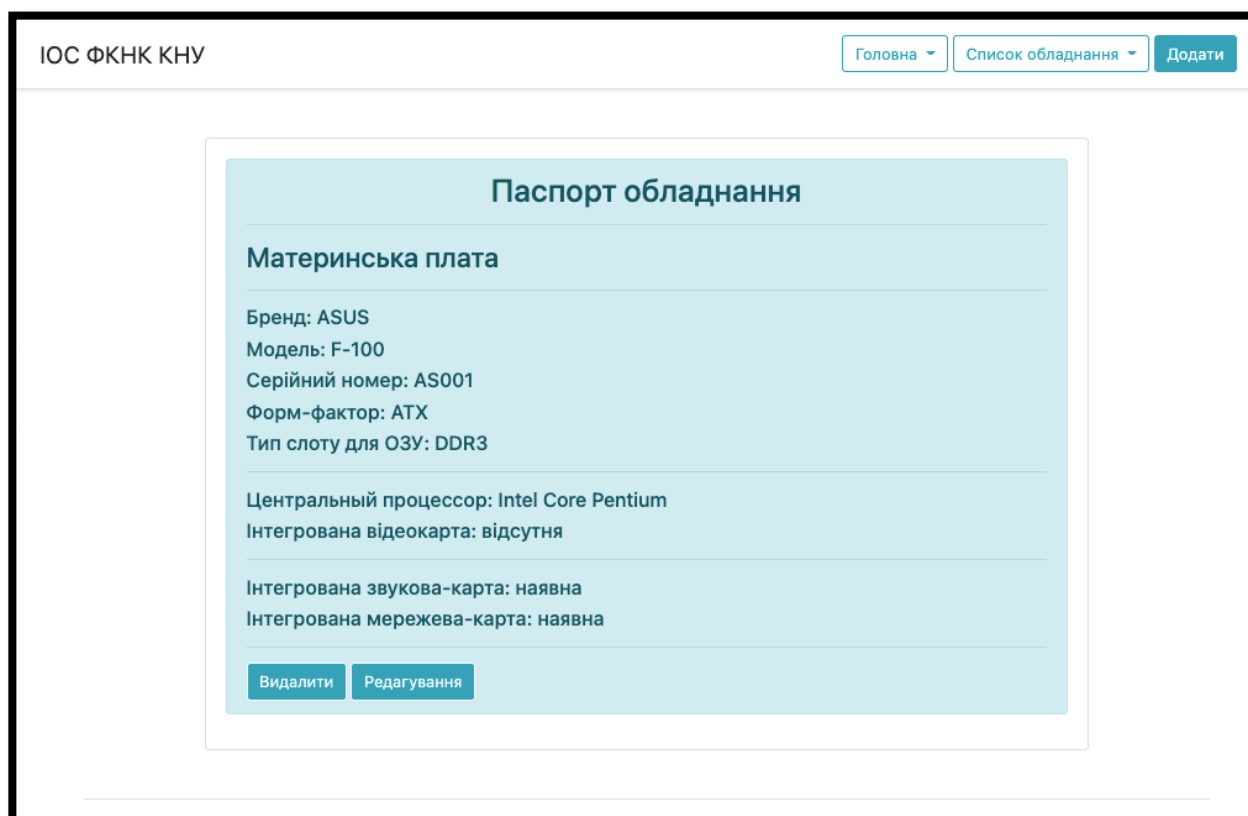 ІОС ФКНК КНУ
Головна
Список обладнання
Додати
Паспорт обладнання
Материнська плата
Бренд: ASUS
Модель: F-100
Серійний номер: AS001
Форм-фактор: ATX
Тип слоту для ОЗУ: DDR3
Центральный процессор: Intel Core Pentium
Інтегрована відеокарта: відсутня
Інтегрована звукова-карта: наявна
Інтегрована мережева-карта: наявна
Видалити
Редагування